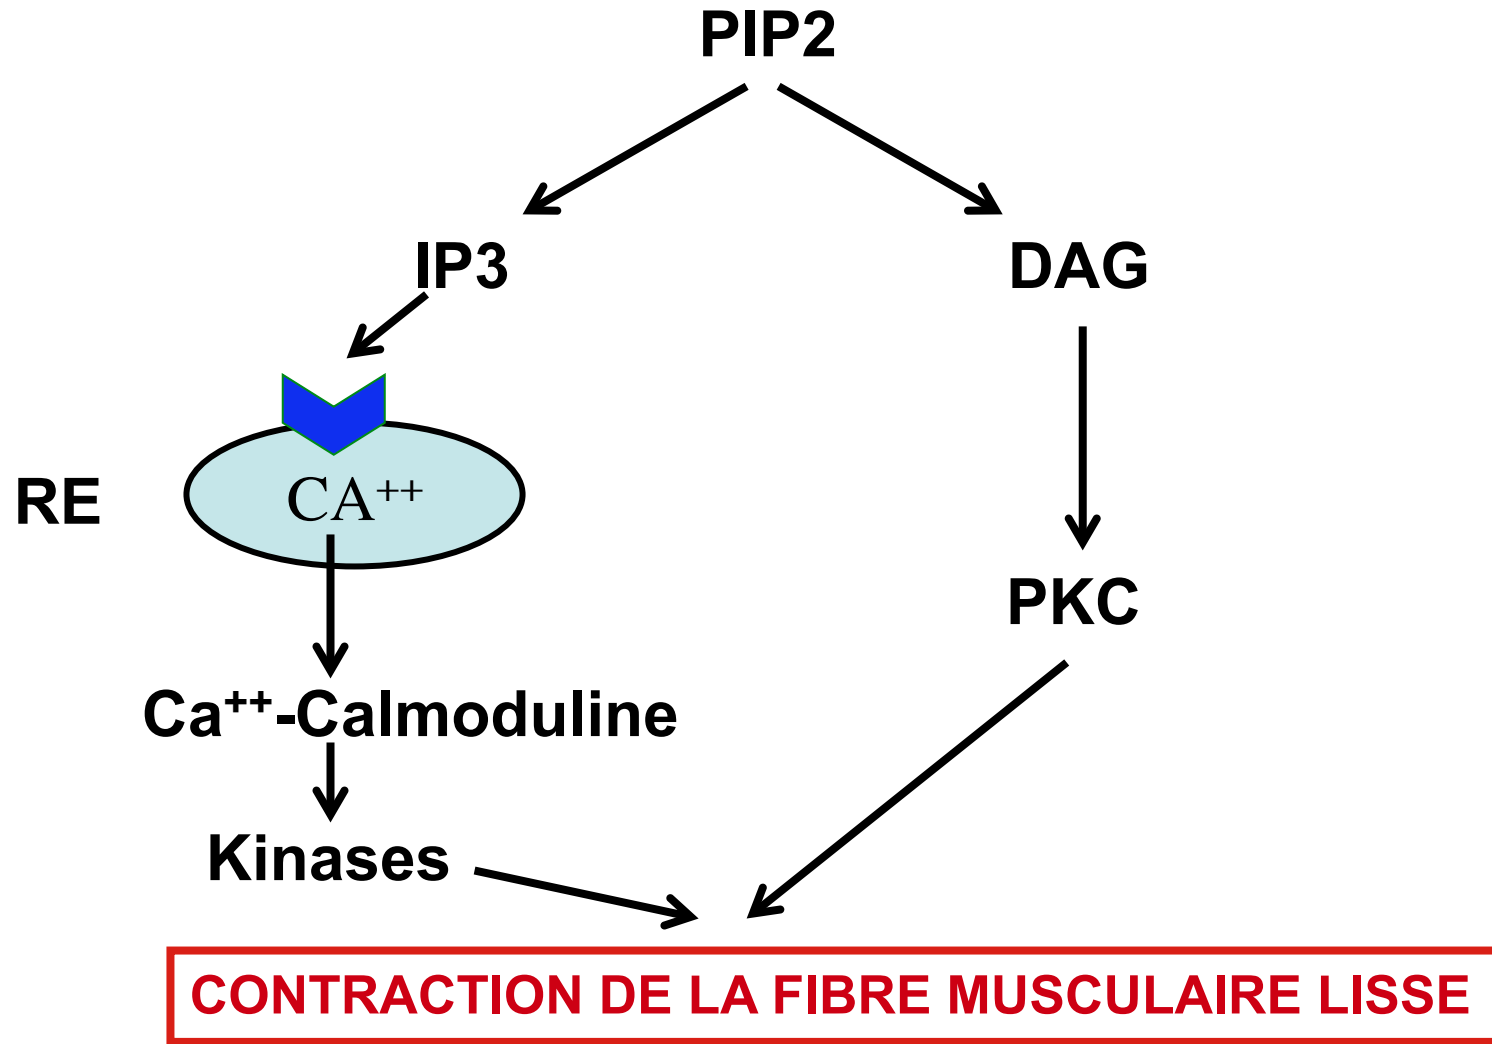 PIP2
IP3
DAG
RE
CA⁺⁺
PKC
Ca⁺⁺-Calmoduline
Kinases
CONTRACTION DE LA FIBRE MUSCULAIRE LISSE